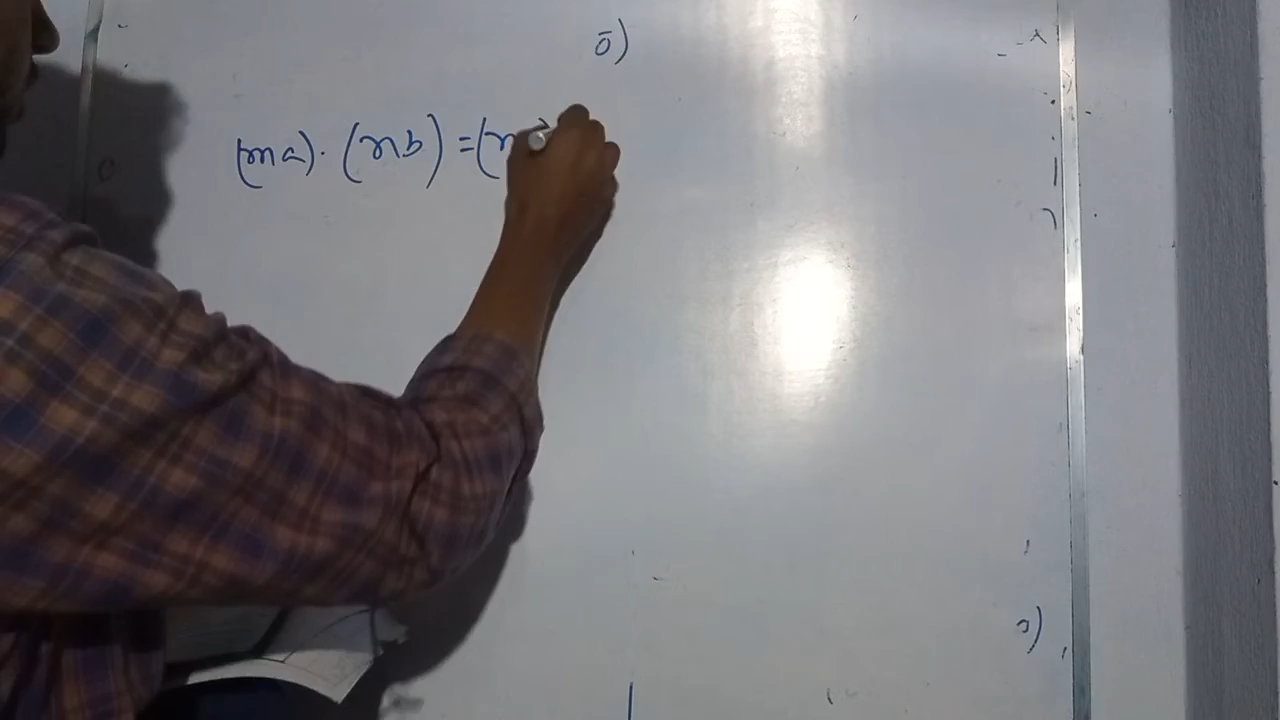 ō)
(ma)·(nb) =(n
ɔ)